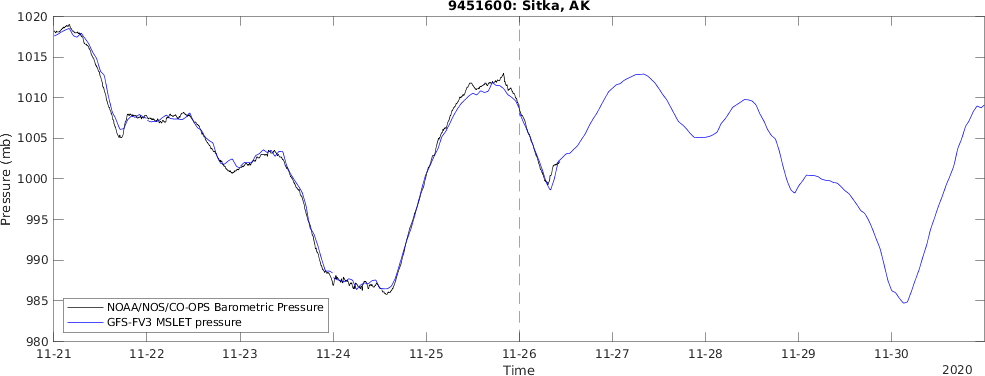 9451600: Sitka, AK
1020
1015
1010
1005
1000
995
990
985
980
Pressure (mb)
NOAA/NOS/CO-OPS Barometric Pressure
GFS-FV3 MSLET pressure
11-21 11-22 11-23 11-24 11-25 11-26 11-27 11-28 11-29 11-30
Time
2020